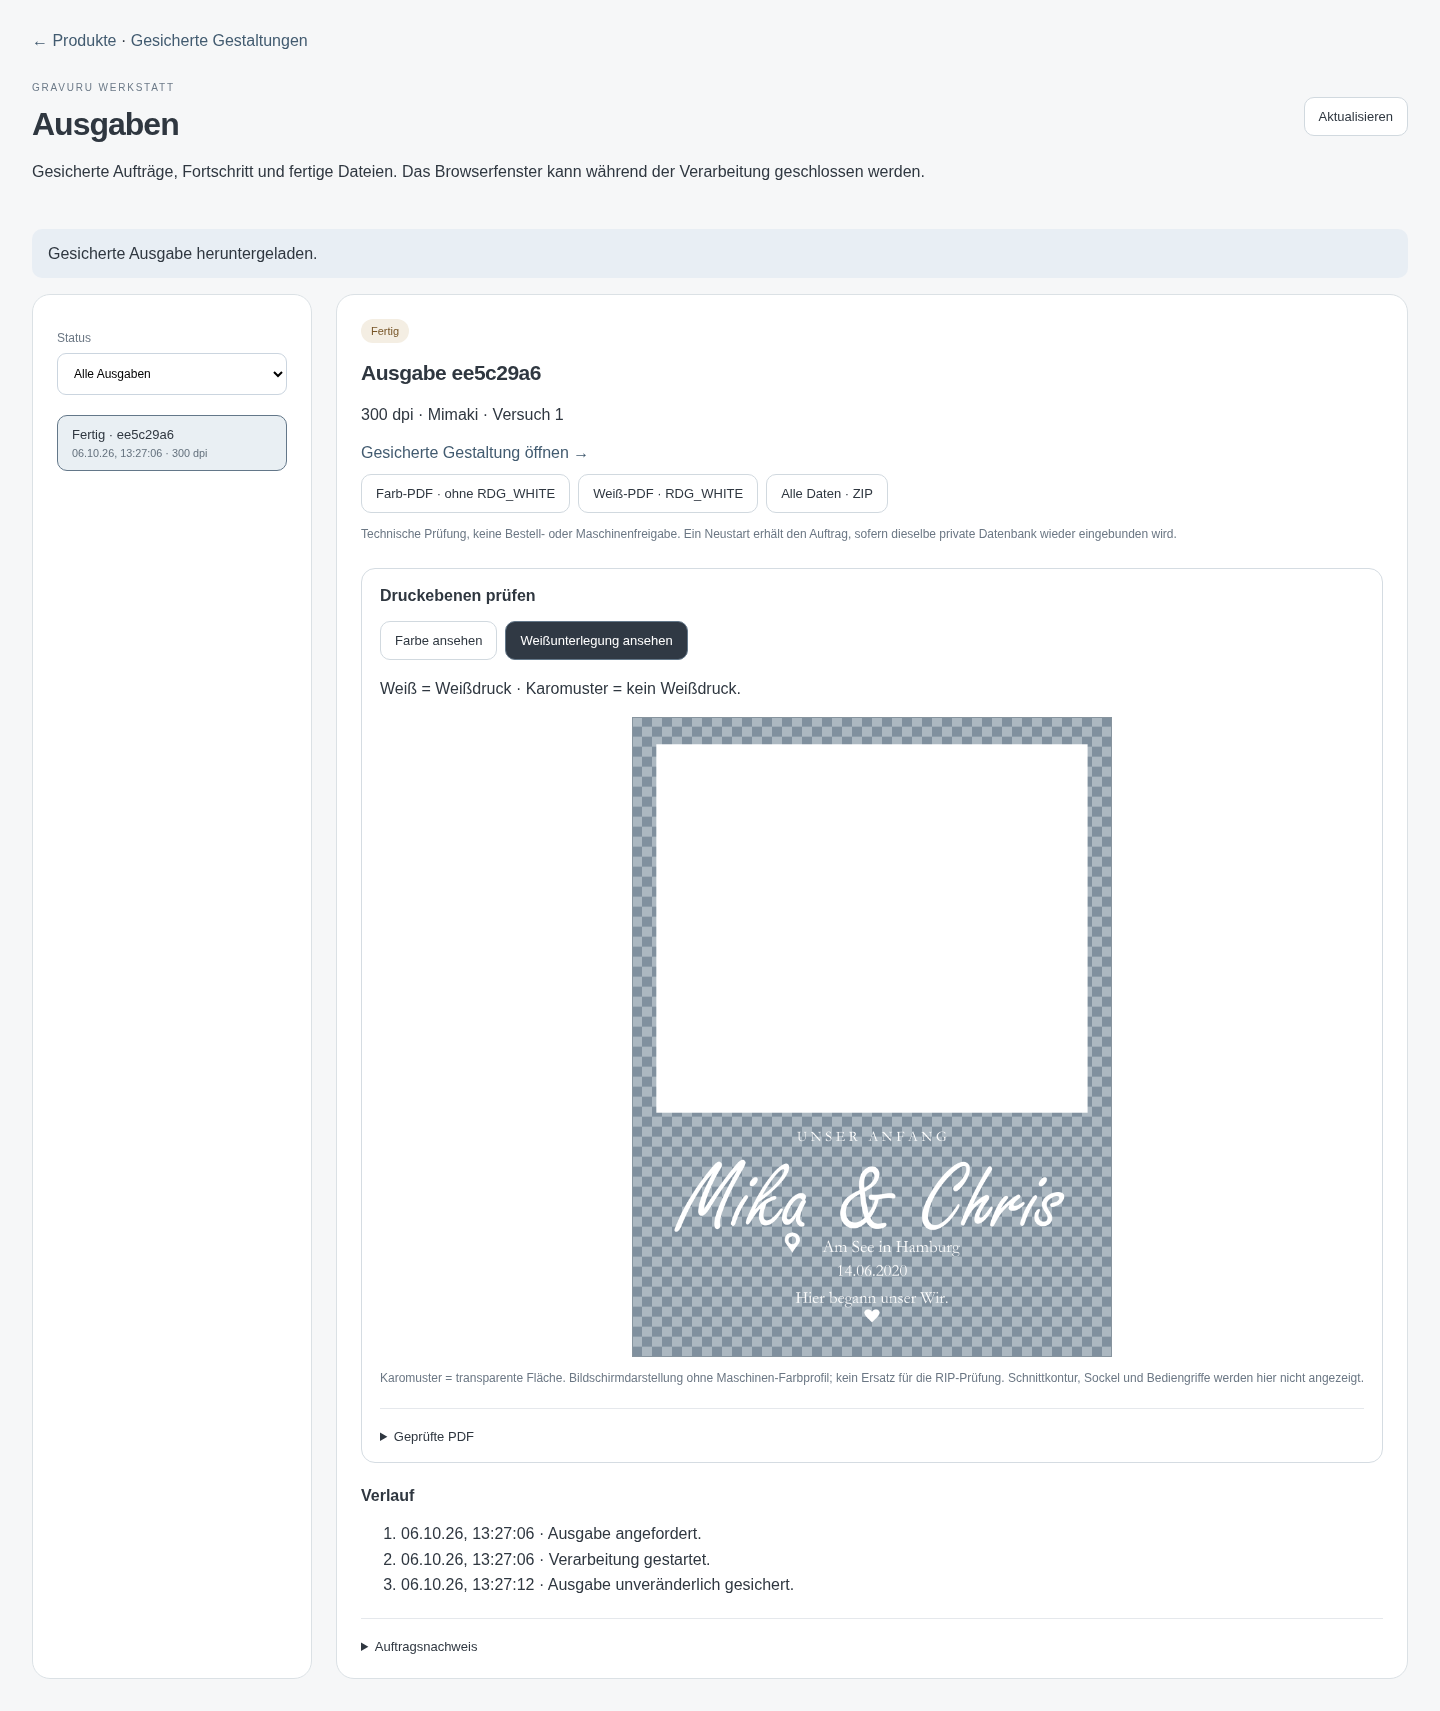 ← Produkte · Gesicherte Gestaltungen
GRAVURU WERKSTATT
Ausgaben
Aktualisieren
Gesicherte Aufträge, Fortschritt und fertige Dateien. Das Browserfenster kann während der Verarbeitung geschlossen werden.
Gesicherte Ausgabe heruntergeladen.
Status
Alle Ausgaben
Fertig · ee5c29a6
06.10.26, 13:27:06 · 300 dpi
Fertig
Ausgabe ee5c29a6
300 dpi · Mimaki · Versuch 1
Gesicherte Gestaltung öffnen →
Farb-PDF · ohne RDG_WHITE
Weiß-PDF · RDG_WHITE
Alle Daten · ZIP
Technische Prüfung, keine Bestell- oder Maschinenfreigabe. Ein Neustart erhält den Auftrag, sofern dieselbe private Datenbank wieder eingebunden wird.
Druckebenen prüfen
Farbe ansehen
Weißunterlegung ansehen
Weiß = Weißdruck · Karomuster = kein Weißdruck.
UNSER ANFANG
Mika & Chris
Am See in Hamburg
14.06.2020
Hier begann unser Wir.
Karomuster = transparente Fläche. Bildschirmdarstellung ohne Maschinen-Farbprofil; kein Ersatz für die RIP-Prüfung. Schnittkontur, Sockel und Bediengriffe werden hier nicht angezeigt.
Geprüfte PDF
Verlauf
1. 06.10.26, 13:27:06 · Ausgabe angefordert.
2. 06.10.26, 13:27:06 · Verarbeitung gestartet.
3. 06.10.26, 13:27:12 · Ausgabe unveränderlich gesichert.
Auftragsnachweis